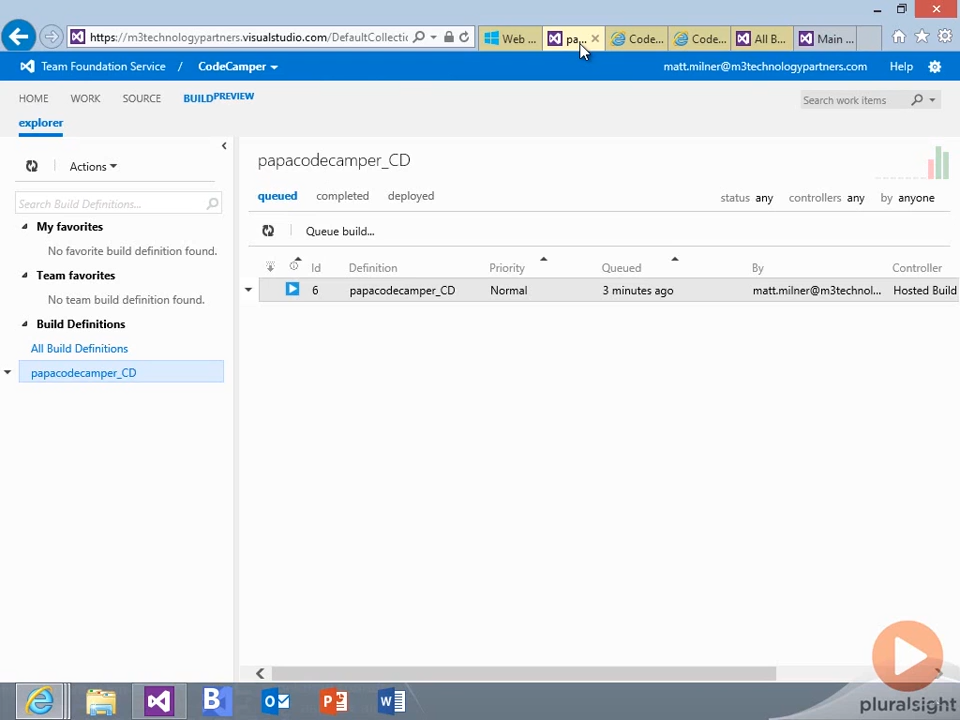 https://m3technologypartners.visualstudio.com/DefaultCollectic
Web ...
pa...
Code...
Code...
All B...
Main ...
Team Foundation Service / CodeCamper
matt.milner@m3technologypartners.com
Help
HOME WORK SOURCE BUILD PREVIEW
Search work items
explorer
Actions
papacodecamper_CD
queued completed deployed
status any controllers any by anyone
Search Build Definitions...
My favorites
No favorite build definition found.
Team favorites
No team build definition found.
Build Definitions
All Build Definitions
papacodecamper_CD
Queue build...
Id Definition Priority Queued By Controller
6 papacodecamper_CD Normal 3 minutes ago matt.milner@m3technol... Hosted Build
pluralsight